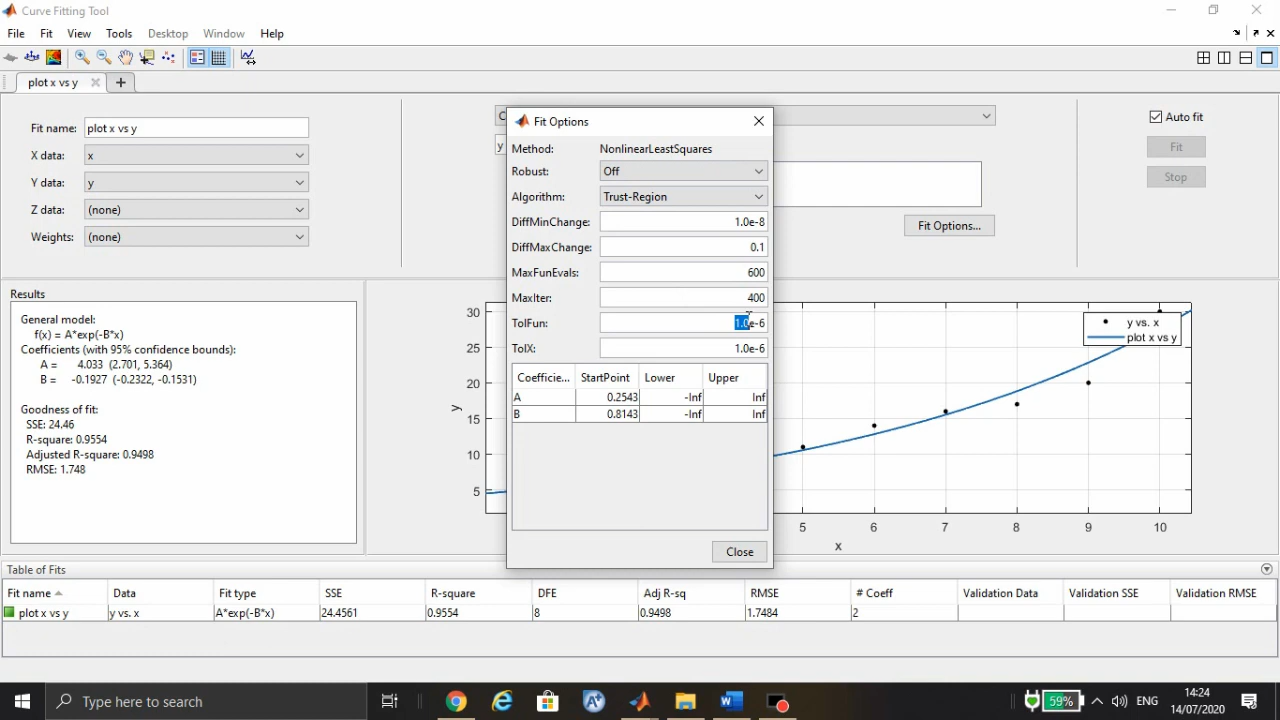 Curve Fitting Tool
File Fit View Tools Desktop Window Help
plot x vs y
Fit name: plot x vs y
X data: x
Y data: y
Z data: (none)
Weights: (none)
y
Auto fit
Fit
Stop
Fit Options...
Fit Options
Method: NonlinearLeastSquares
Robust: Off
Algorithm: Trust-Region
DiffMinChange: 1.0e-8
DiffMaxChange: 0.1
MaxFunEvals: 600
MaxIter: 400
TolFun: 1.0e-6
TolX: 1.0e-6
Coefficie... StartPoint Lower Upper
A 0.2543 -Inf Inf
B 0.8143 -Inf Inf
Close
Results
General model:
f(x) = A*exp(-B*x)
Coefficients (with 95% confidence bounds):
A = 4.033 (2.701, 5.364)
B = -0.1927 (-0.2322, -0.1531)
Goodness of fit:
SSE: 24.46
R-square: 0.9554
Adjusted R-square: 0.9498
RMSE: 1.748
30
25
20
15
10
5
y
y vs. x
plot x vs y
5 6 7 8 9 10
x
Table of Fits
Fit name Data Fit type SSE R-square DFE Adj R-sq RMSE # Coeff Validation Data Validation SSE Validation RMSE
plot x vs y y vs. x A*exp(-B*x) 24.4561 0.9554 8 0.9498 1.7484 2
Type here to search
59%
ENG
14:24
14/07/2020